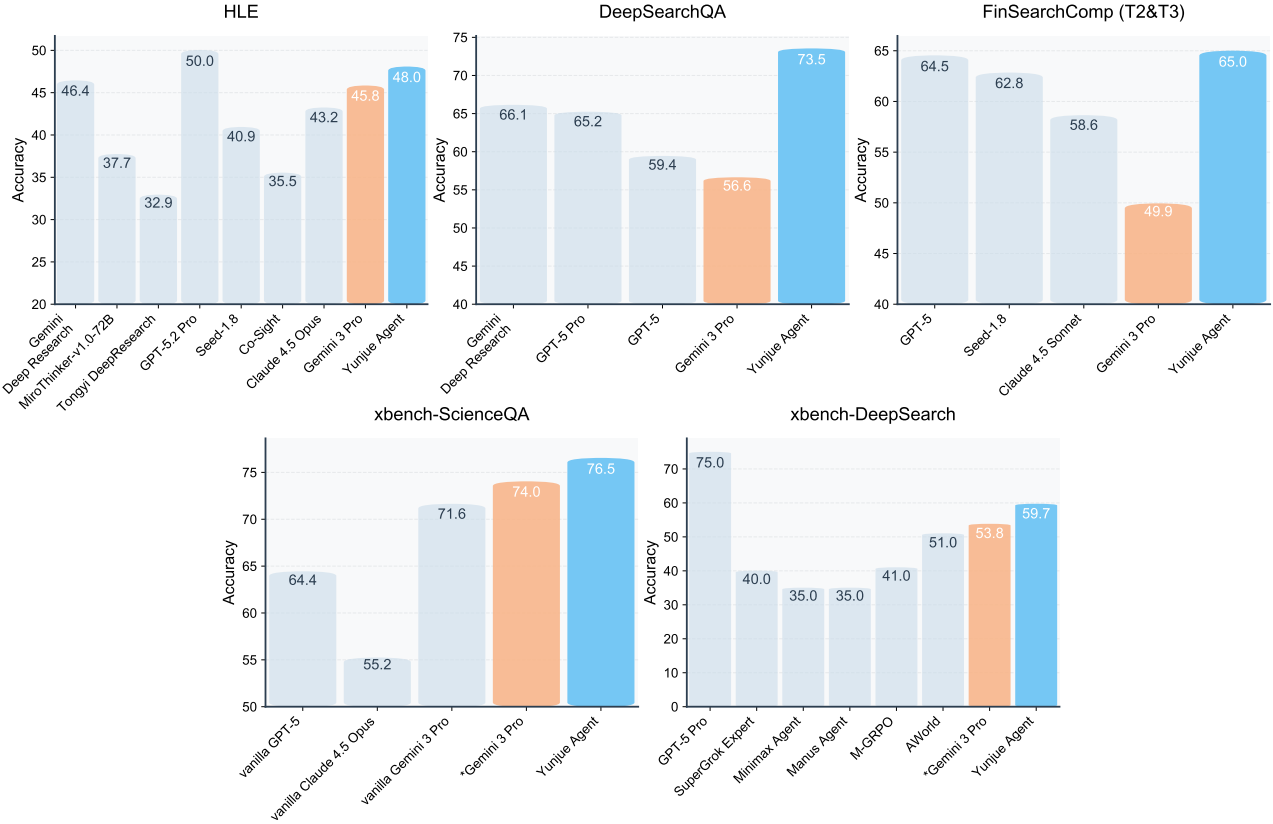 HLE
Accuracy
50
45
40
35
30
25
20
46.4
37.7
32.9
50.0
40.9
35.5
43.2
45.8
48.0
Gemini
Deep Research
MiroThinker-v1.0-72B
Tongyi DeepResearch
GPT-5.2 Pro
Seed-1.8
Co-Sight
Claude 4.5 Opus
Gemini 3 Pro
Yunjue Agent
DeepSearchQA
Accuracy
75
70
65
60
55
50
45
40
66.1
65.2
59.4
56.6
73.5
Gemini
Deep Research
GPT-5 Pro
GPT-5
Gemini 3 Pro
Yunjue Agent
FinSearchComp (T2&T3)
Accuracy
65
60
55
50
45
40
64.5
62.8
58.6
49.9
65.0
GPT-5
Seed-1.8
Claude 4.5 Sonnet
Gemini 3 Pro
Yunjue Agent
xbench-ScienceQA
Accuracy
75
70
65
60
55
50
64.4
55.2
71.6
74.0
76.5
vanilla GPT-5
vanilla Claude 4.5 Opus
vanilla Gemini 3 Pro
*Gemini 3 Pro
Yunjue Agent
xbench-DeepSearch
Accuracy
70
60
50
40
30
20
10
0
75.0
40.0
35.0
35.0
41.0
51.0
53.8
59.7
GPT-5 Pro
SuperGrok Expert
Minimax Agent
Manus Agent
M-GRPO
AWorld
*Gemini 3 Pro
Yunjue Agent